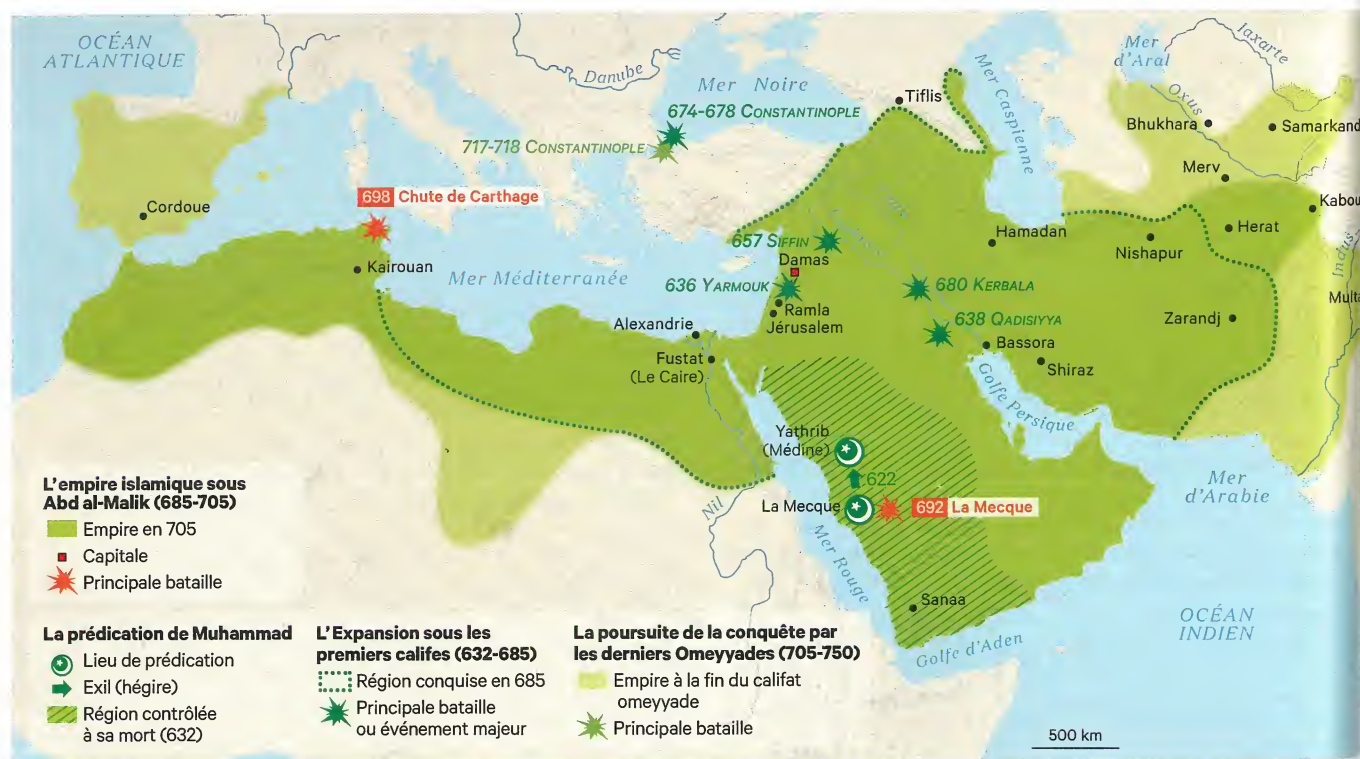 OCÉAN
ATLANTIQUE
Danube
Mer Noire
Mer Caspienne
Mer
d'Aral
Jaxarte
Oxus
Tiflis
674-678 CONSTANTINOPLE
717-718 CONSTANTINOPLE
Bhukhara
Samarkand
Merv
Kabou
698 Chute de Carthage
Cordoue
Kairouan
Mer Méditerranée
657 SIFFIN
Damas
636 YARMOUK
Ramla
Jérusalem
Hamadan
Nishapur
Herat
Indus
Multa
680 KERBALA
638 QADISIYYA
Zarandj
Alexandrie
Fustat
(Le Caire)
Bassora
Shiraz
Golfe Persique
Yathrib
(Médine)
622
La Mecque
692 La Mecque
Mer
d'Arabie
Nil
Mer Rouge
Sanaa
Golfe d'Aden
OCÉAN
INDIEN
L'empire islamique sous
Abd al-Malik (685-705)
Empire en 705
Capitale
Principale bataille
La prédication de Muhammad
Lieu de prédication
Exil (hégire)
Région contrôlée
à sa mort (632)
L'Expansion sous les
premiers califes (632-685)
Région conquise en 685
Principale bataille
ou événement majeur
La poursuite de la conquête par
les derniers Omeyyades (705-750)
Empire à la fin du califat
omeyyade
Principale bataille
500 km